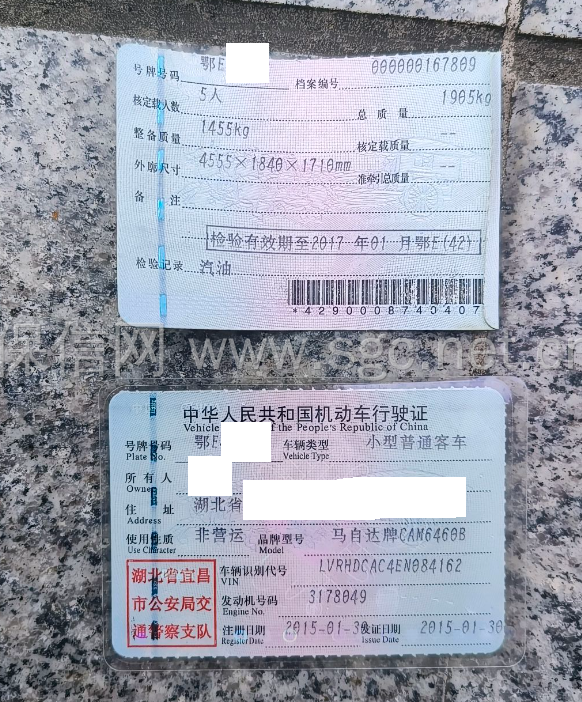 号牌号码 鄂E 档案编号 000000167809
核定载人数 5人 总质量 1905kg
整备质量 1455kg 核定载质量 --
外廓尺寸 4555×1840×1710mm 准牵引总质量 --
备注
检验有效期至2017 年01 月鄂E(42)
检验记录 汽油
*4290008740407
保信网 www.sgc.net.c
中华人民共和国机动车行驶证
Vehicle of the People's Republic of China
号牌号码 鄂E 车辆类型 小型普通客车
Plate No. Vehicle Type
所有人
Owner
住址 湖北省
Address
使用性质 非营运 品牌型号 马自达牌CAM6460B
Use Character Model
湖北省宜昌
市公安局交
通警察支队
车辆识别代号 LVRHDCAC4EN084162
VIN
发动机号码 3178049
Engine No.
注册日期 2015-01-30 发证日期 2015-01-30
Register Date Issue Date